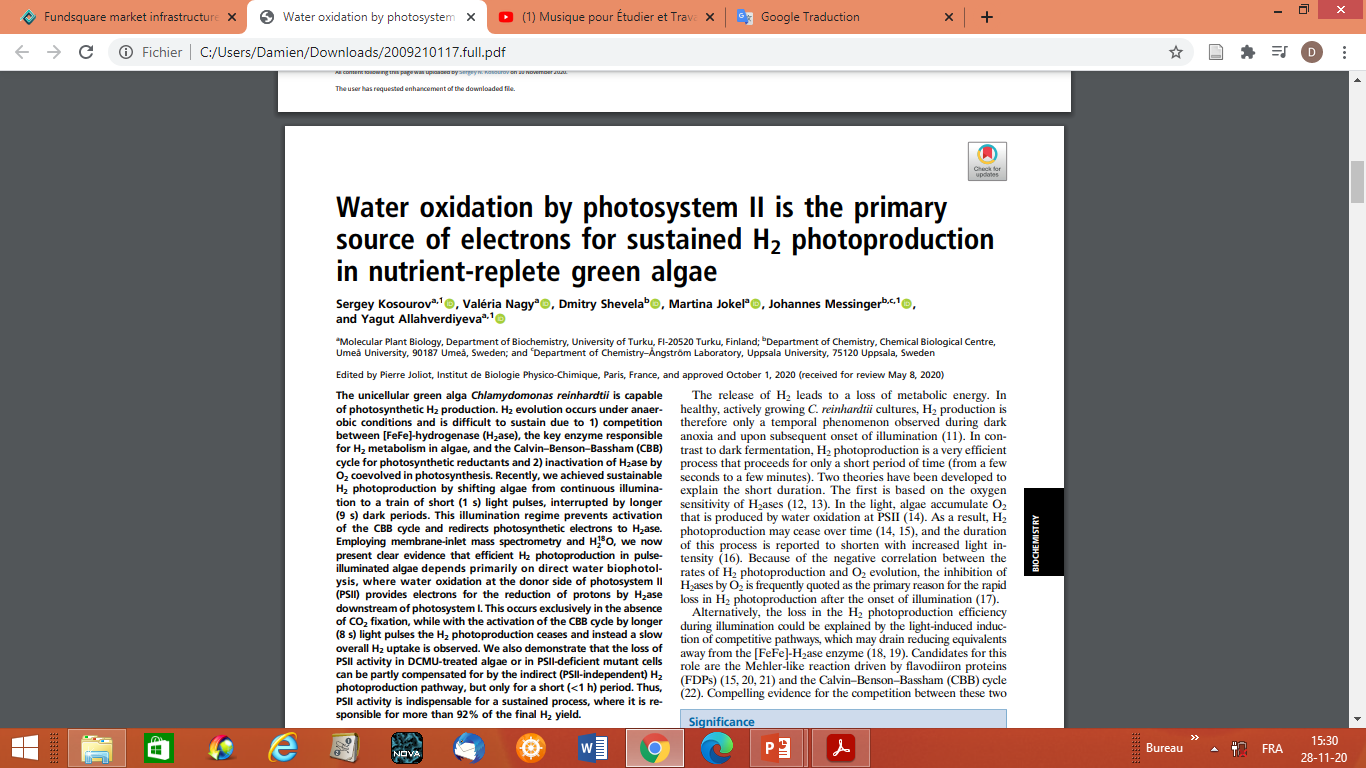 Fundsquare market infrastructure
Water oxidation by photosystem
(1) Musique pour Étudier et Trava
Google Traduction
Fichier
C:/Users/Damien/Downloads/2009210117.full.pdf
D
All content following this page was uploaded by Sergey N. Kosourov on 10 November 2020.
The user has requested enhancement of the downloaded file.
Check for
updates
Water oxidation by photosystem II is the primary
source of electrons for sustained H2 photoproduction
in nutrient-replete green algae
Sergey Kosourova,1, Valéria Nagya, Dmitry Shevelab, Martina Jokela, Johannes Messingerb,c,1,
and Yagut Allahverdiyevaa,1
aMolecular Plant Biology, Department of Biochemistry, University of Turku, FI-20520 Turku, Finland; bDepartment of Chemistry, Chemical Biological Centre,
Umeå University, 90187 Umeå, Sweden; and cDepartment of Chemistry–Ångström Laboratory, Uppsala University, 75120 Uppsala, Sweden
Edited by Pierre Joliot, Institut de Biologie Physico-Chimique, Paris, France, and approved October 1, 2020 (received for review May 8, 2020)
The unicellular green alga Chlamydomonas reinhardtii is capable
of photosynthetic H2 production. H2 evolution occurs under anaer-
obic conditions and is difficult to sustain due to 1) competition
between [FeFe]-hydrogenase (H2ase), the key enzyme responsible
for H2 metabolism in algae, and the Calvin–Benson–Bassham (CBB)
cycle for photosynthetic reductants and 2) inactivation of H2ase by
O2 coevolved in photosynthesis. Recently, we achieved sustainable
H2 photoproduction by shifting algae from continuous illumina-
tion to a train of short (1 s) light pulses, interrupted by longer
(9 s) dark periods. This illumination regime prevents activation
of the CBB cycle and redirects photosynthetic electrons to H2ase.
Employing membrane-inlet mass spectrometry and H218O, we now
present clear evidence that efficient H2 photoproduction in pulse-
illuminated algae depends primarily on direct water biophotol-
ysis, where water oxidation at the donor side of photosystem II
(PSII) provides electrons for the reduction of protons by H2ase
downstream of photosystem I. This occurs exclusively in the absence
of CO2 fixation, while with the activation of the CBB cycle by longer
(8 s) light pulses the H2 photoproduction ceases and instead a slow
overall H2 uptake is observed. We also demonstrate that the loss of
PSII activity in DCMU-treated algae or in PSII-deficient mutant cells
can be partly compensated for by the indirect (PSII-independent) H2
photoproduction pathway, but only for a short (<1 h) period. Thus,
PSII activity is indispensable for a sustained process, where it is re-
sponsible for more than 92% of the final H2 yield.
The release of H2 leads to a loss of metabolic energy. In
healthy, actively growing C. reinhardtii cultures, H2 production is
therefore only a temporal phenomenon observed during dark
anoxia and upon subsequent onset of illumination (11). In con-
trast to dark fermentation, H2 photoproduction is a very efficient
process that proceeds for only a short period of time (from a few
seconds to a few minutes). Two theories have been developed to
explain the short duration. The first is based on the oxygen
sensitivity of H2ases (12, 13). In the light, algae accumulate O2
that is produced by water oxidation at PSII (14). As a result, H2
photoproduction may cease over time (14, 15), and the duration
of this process is reported to shorten with increased light in-
tensity (16). Because of the negative correlation between the
rates of H2 photoproduction and O2 evolution, the inhibition of
H2ases by O2 is frequently quoted as the primary reason for the rapid
loss in H2 photoproduction after the onset of illumination (17).
Alternatively, the loss in the H2 photoproduction efficiency
during illumination could be explained by the light-induced induc-
tion of competitive pathways, which may drain reducing equivalents
away from the [FeFe]-H2ase enzyme (18, 19). Candidates for this
role are the Mehler-like reaction driven by flavodiiron proteins
(FDPs) (15, 20, 21) and the Calvin–Benson–Bassham (CBB) cycle
(22). Compelling evidence for the competition between these two
Significance
BIOCHEMISTRY
NOVA
Bureau
FRA
15:30
28-11-20